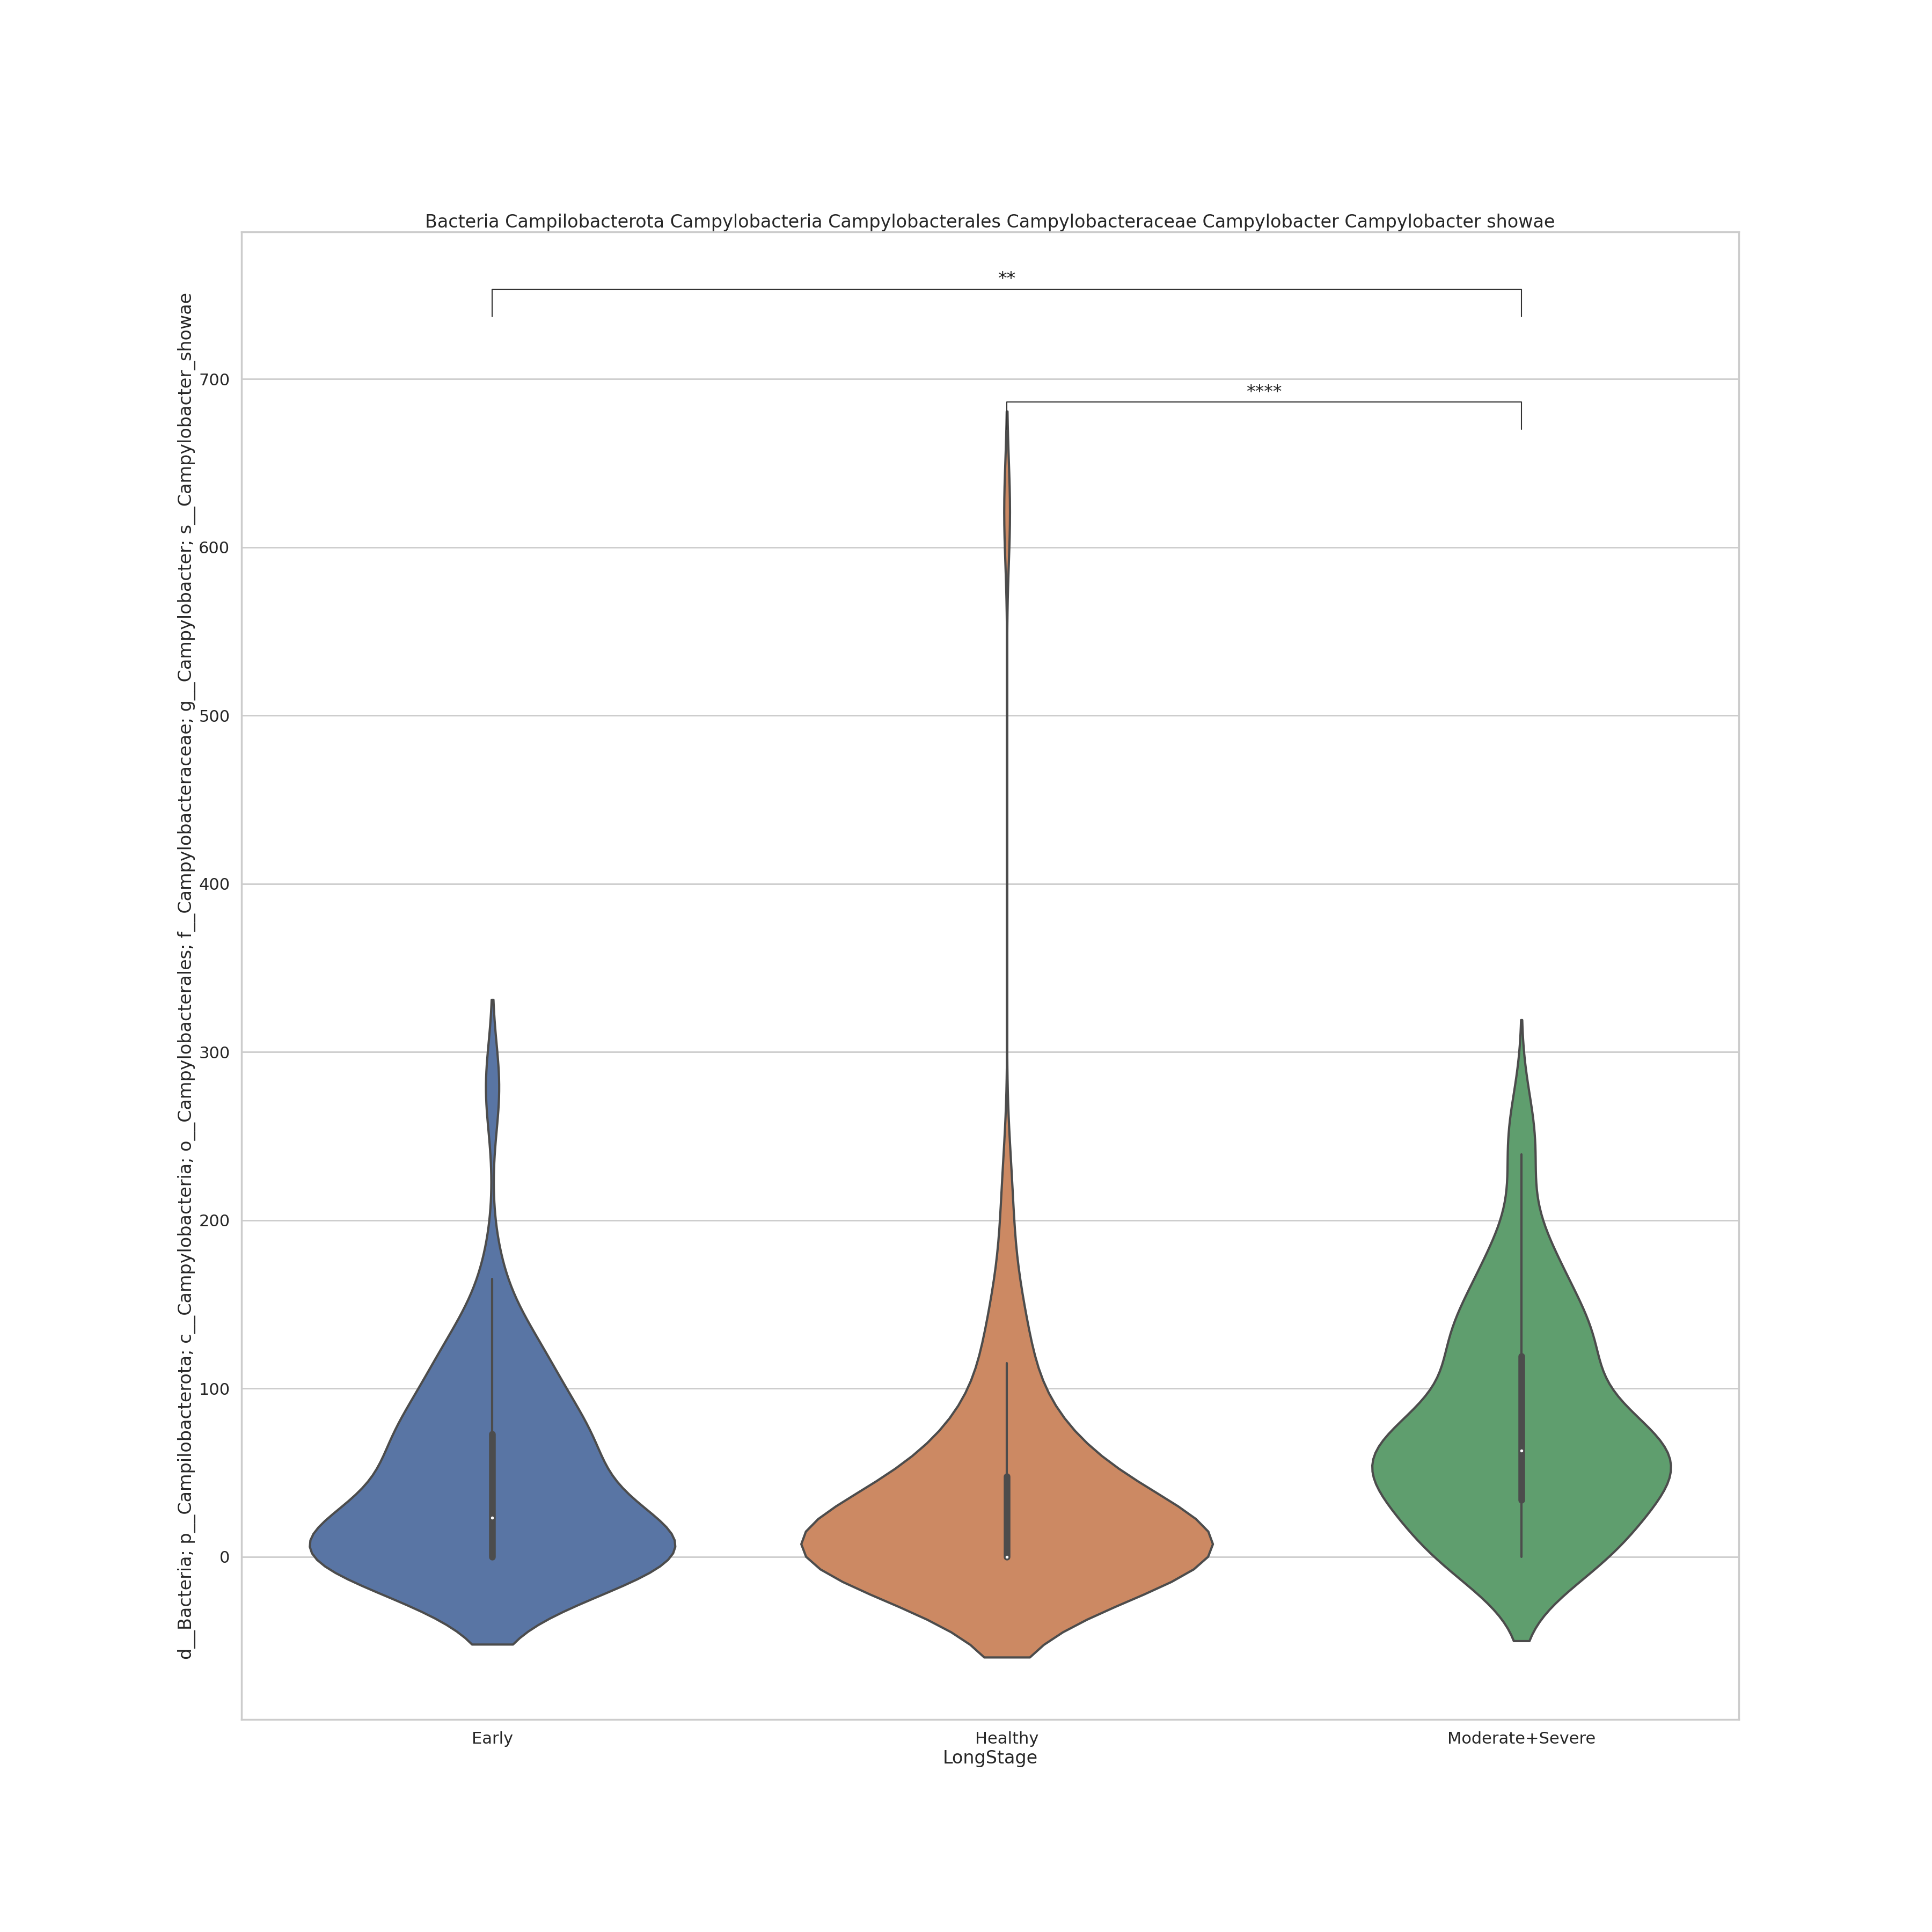 Bacteria Campilobacterota Campylobacteria Campylobacterales Campylobacteraceae Campylobacter Campylobacter showae
**
****
d__Bacteria; p__Campilobacterota; c__Campylobacteria; o__Campylobacterales; f__Campylobacteraceae; g__Campylobacter; s__Campylobacter_showae
700
600
500
400
300
200
100
0
Early Healthy Moderate+Severe
LongStage